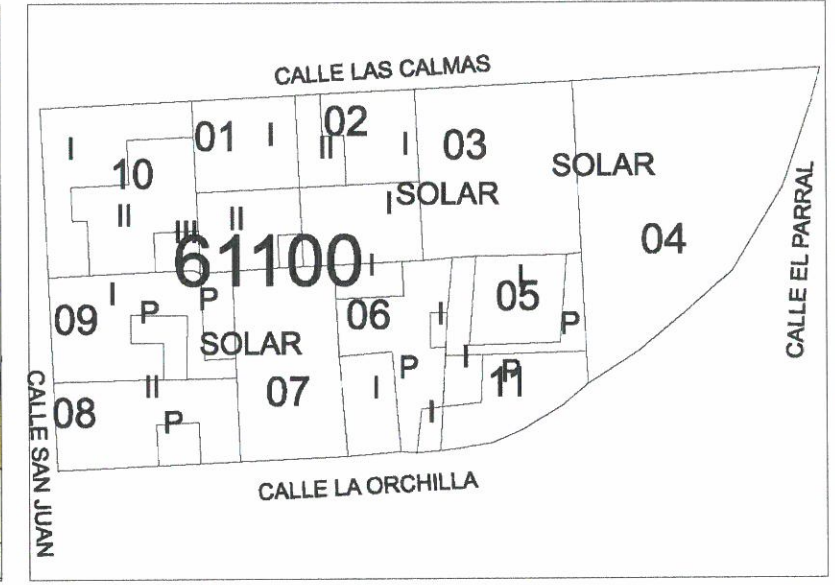 CALLE LAS CALMAS
01
I
02
II
I
03
SOLAR
I
10
II
III
II
I
SOLAR
04
CALLE EL PARRAL
61100
I
I
P
P
09
SOLAR
06
I
L
05
P
I
P
11
P
07
I
I
II
08
P
CALLE SAN JUAN
CALLE LA ORCHILLA